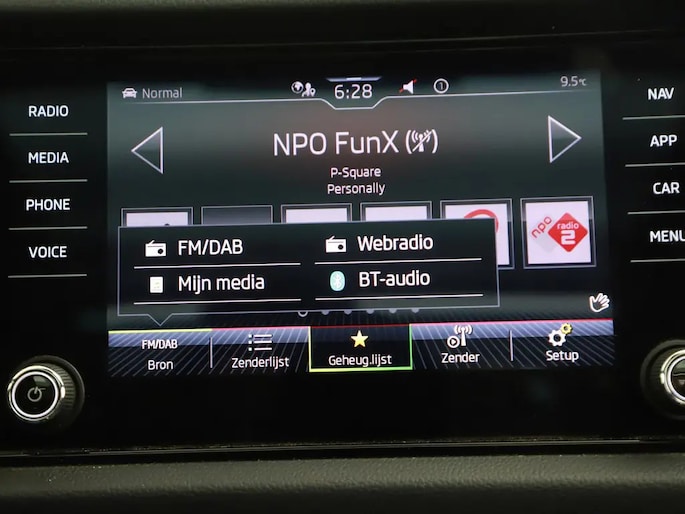 RADIO
MEDIA
PHONE
VOICE
NAV
APP
CAR
MENU
Normal
6:28
1
9.5°C
NPO FunX
P-Square
Personally
FM/DAB
Webradio
Mijn media
BT-audio
npo radio 2
FM/DAB
Bron
Zenderlijst
Geheug.lijst
Zender
Setup